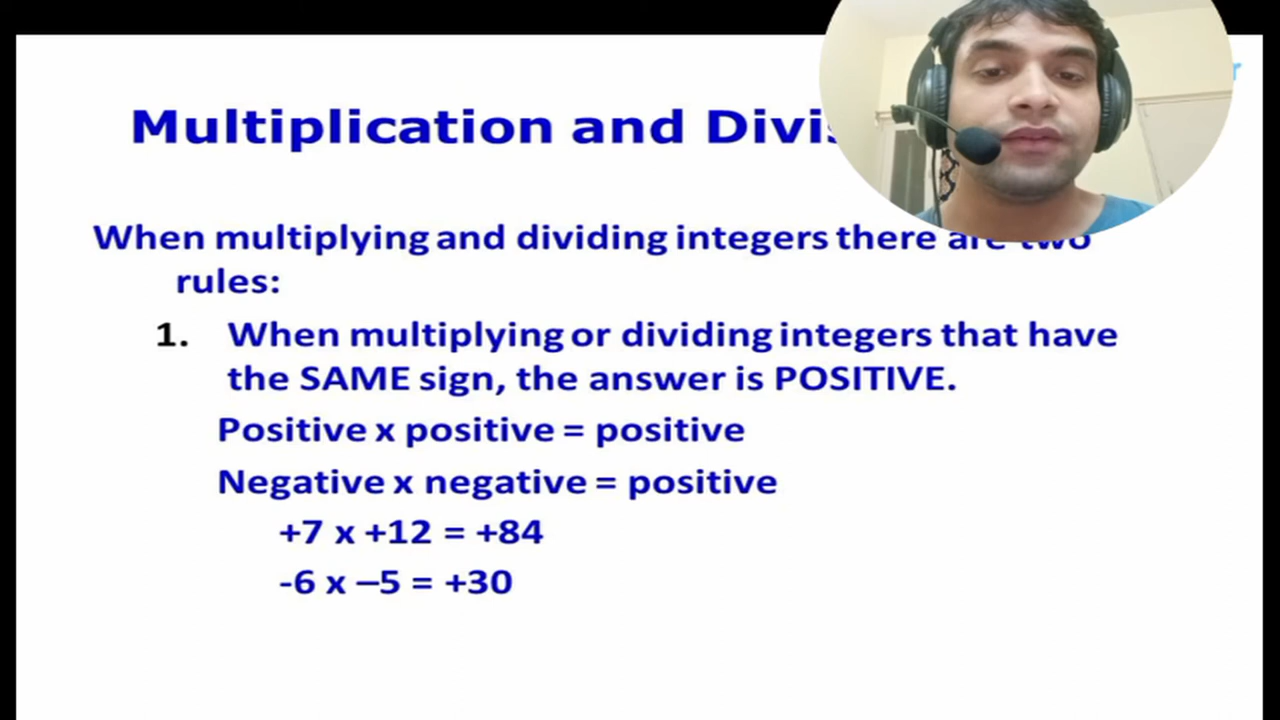 Multiplication and
When multiplying and dividing integers there are two
rules:
1. When multiplying or dividing integers that have
the SAME sign, the answer is POSITIVE.
Positive x positive = positive
Negative x negative = positive
+7 x +12 = +84
-6 x –5 = +30